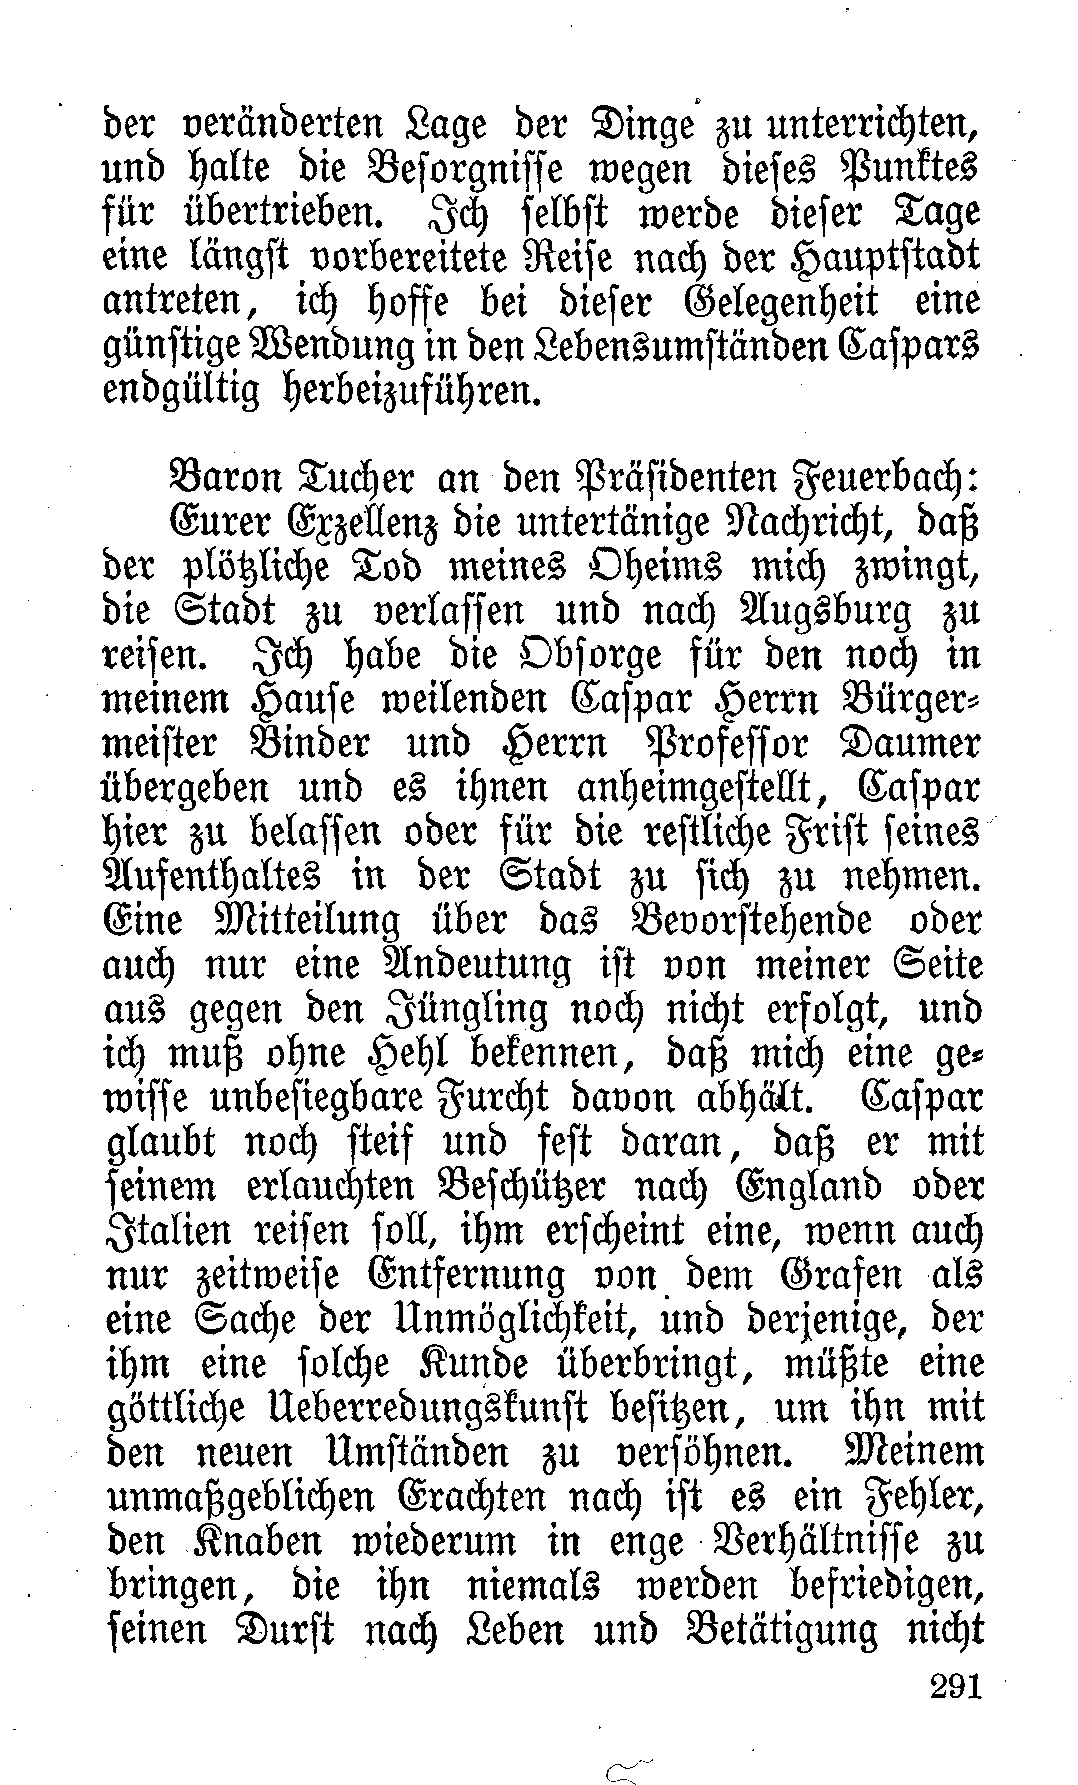 der veränderten Lage der Dinge zu unterrichten,
und halte die Besorgnisse wegen dieses Punktes
für übertrieben. Ich selbst werde dieser Tage
eine längst vorbereitete Reise nach der Hauptstadt
antreten, ich hoffe bei dieser Gelegenheit eine
günstige Wendung in den Lebensumständen Caspars
endgültig herbeizuführen.
Baron Tucher an den Präsidenten Feuerbach:
Eurer Exzellenz die untertänige Nachricht, daß
der plötzliche Tod meines Oheims mich zwingt,
die Stadt zu verlassen und nach Augsburg zu
reisen. Ich habe die Obsorge für den noch in
meinem Hause weilenden Caspar Herrn Bürger-
meister Binder und Herrn Professor Daumer
übergeben und es ihnen anheimgestellt, Caspar
hier zu belassen oder für die restliche Frist seines
Aufenthaltes in der Stadt zu sich zu nehmen.
Eine Mitteilung über das Bevorstehende oder
auch nur eine Andeutung ist von meiner Seite
aus gegen den Jüngling noch nicht erfolgt, und
ich muß ohne Hehl bekennen, daß mich eine ge-
wisse unbesiegbare Furcht davon abhält. Caspar
glaubt noch steif und fest daran, daß er mit
seinem erlauchten Beschützer nach England oder
Italien reisen soll, ihm erscheint eine, wenn auch
nur zeitweise Entfernung von dem Grafen als
eine Sache der Unmöglichkeit, und derjenige, der
ihm eine solche Kunde überbringt, müßte eine
göttliche Ueberredungskunst besitzen, um ihn mit
den neuen Umständen zu versöhnen. Meinem
unmaßgeblichen Erachten nach ist es ein Fehler,
den Knaben wiederum in enge Verhältnisse zu
bringen, die ihn niemals werden befriedigen,
seinen Durst nach Leben und Betätigung nicht
291